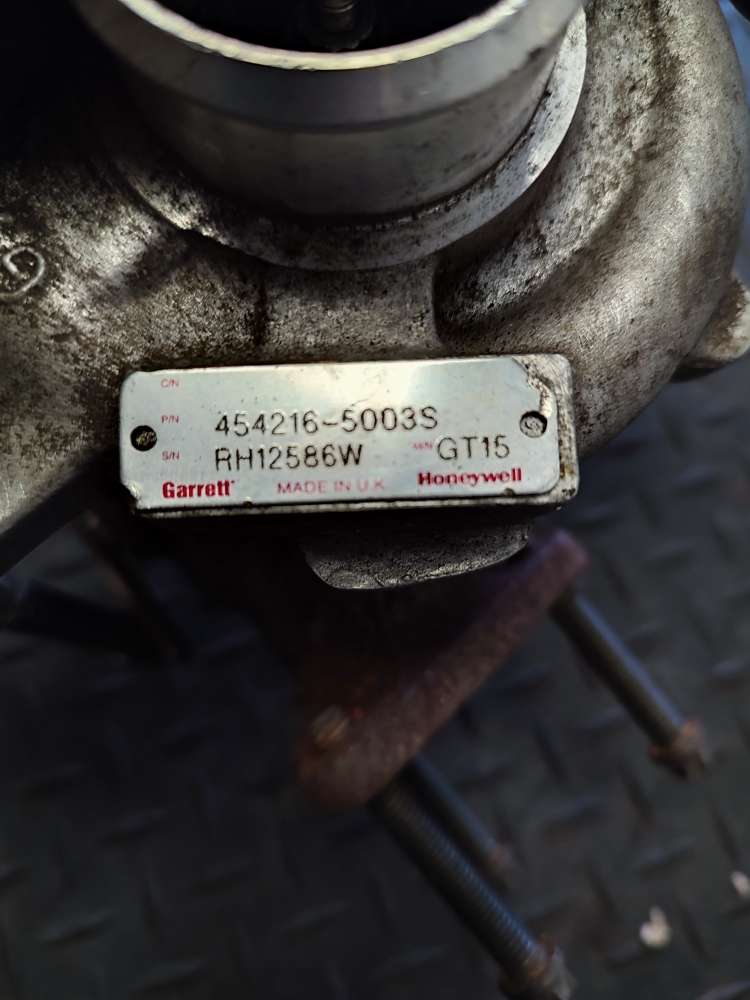 C/N
P/N 454216-5003S
S/N RH12586W M/N GT15
Garrett MADE IN U.K. Honeywell